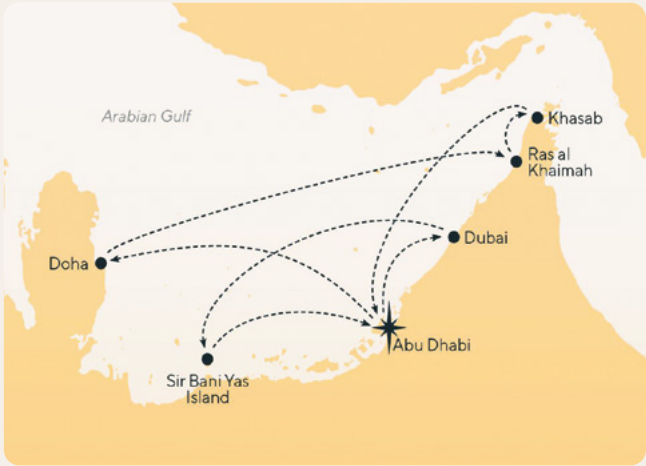 Arabian Gulf
Khasab
Ras al
Khaimah
Dubai
Doha
Abu Dhabi
Sir Bani Yas
Island